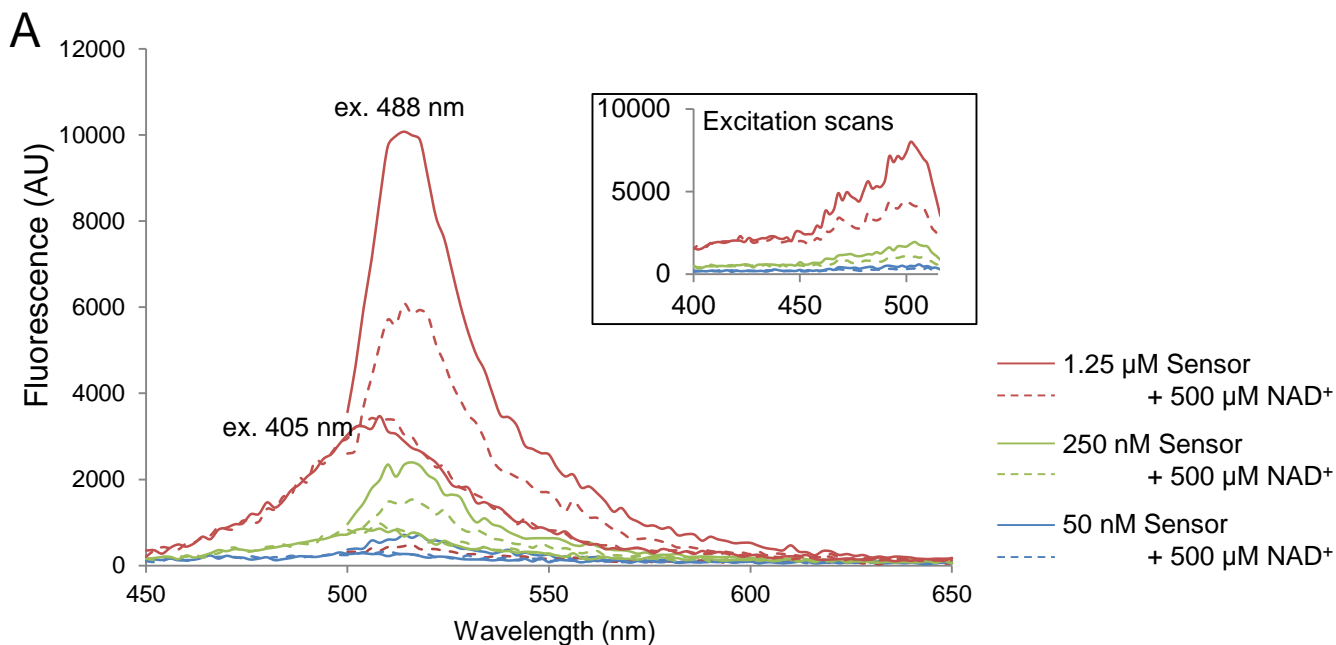 A
12000
10000
8000
6000
4000
2000
0
Fluorescence (AU)
ex. 488 nm
ex. 405 nm
450
500
550
600
650
Wavelength (nm)
Excitation scans
10000
5000
0
400
450
500
1.25 µM Sensor
+ 500 µM NAD⁺
250 nM Sensor
+ 500 µM NAD⁺
50 nM Sensor
+ 500 µM NAD⁺